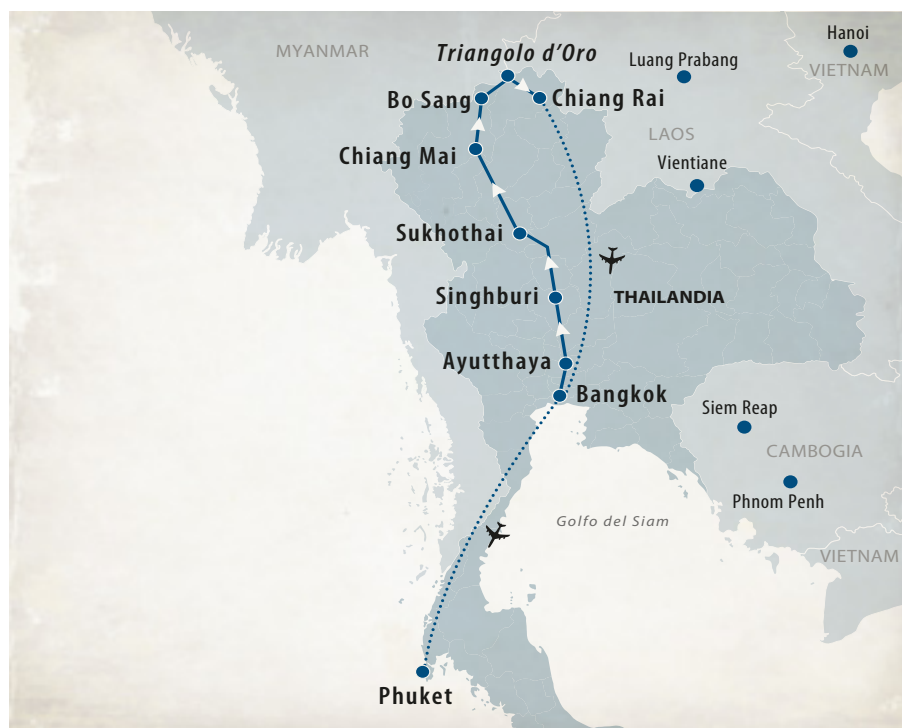 Hanoi
MYANMAR
Triangolo d'Oro
Luang Prabang
VIETNAM
Bo Sang
Chiang Rai
LAOS
Chiang Mai
Vientiane
Sukhothai
Singhburi
THAILANDIA
Ayutthaya
Bangkok
Siem Reap
CAMBOGIA
Phnom Penh
Golfo del Siam
VIETNAM
Phuket